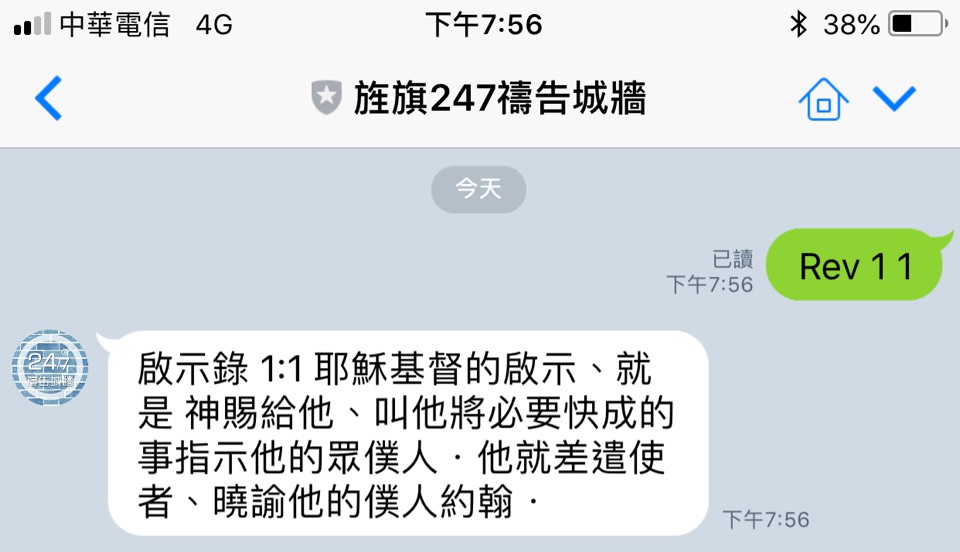 中華電信 4G 下午7:56 38%
旌旗247禱告城牆
今天
已讀
下午7:56
Rev 1 1
247
禱告城牆
啟示錄 1:1 耶穌基督的啟示、就
是 神賜給他、叫他將必要快成的
事指示他的眾僕人．他就差遣使
者、曉諭他的僕人約翰．
下午7:56